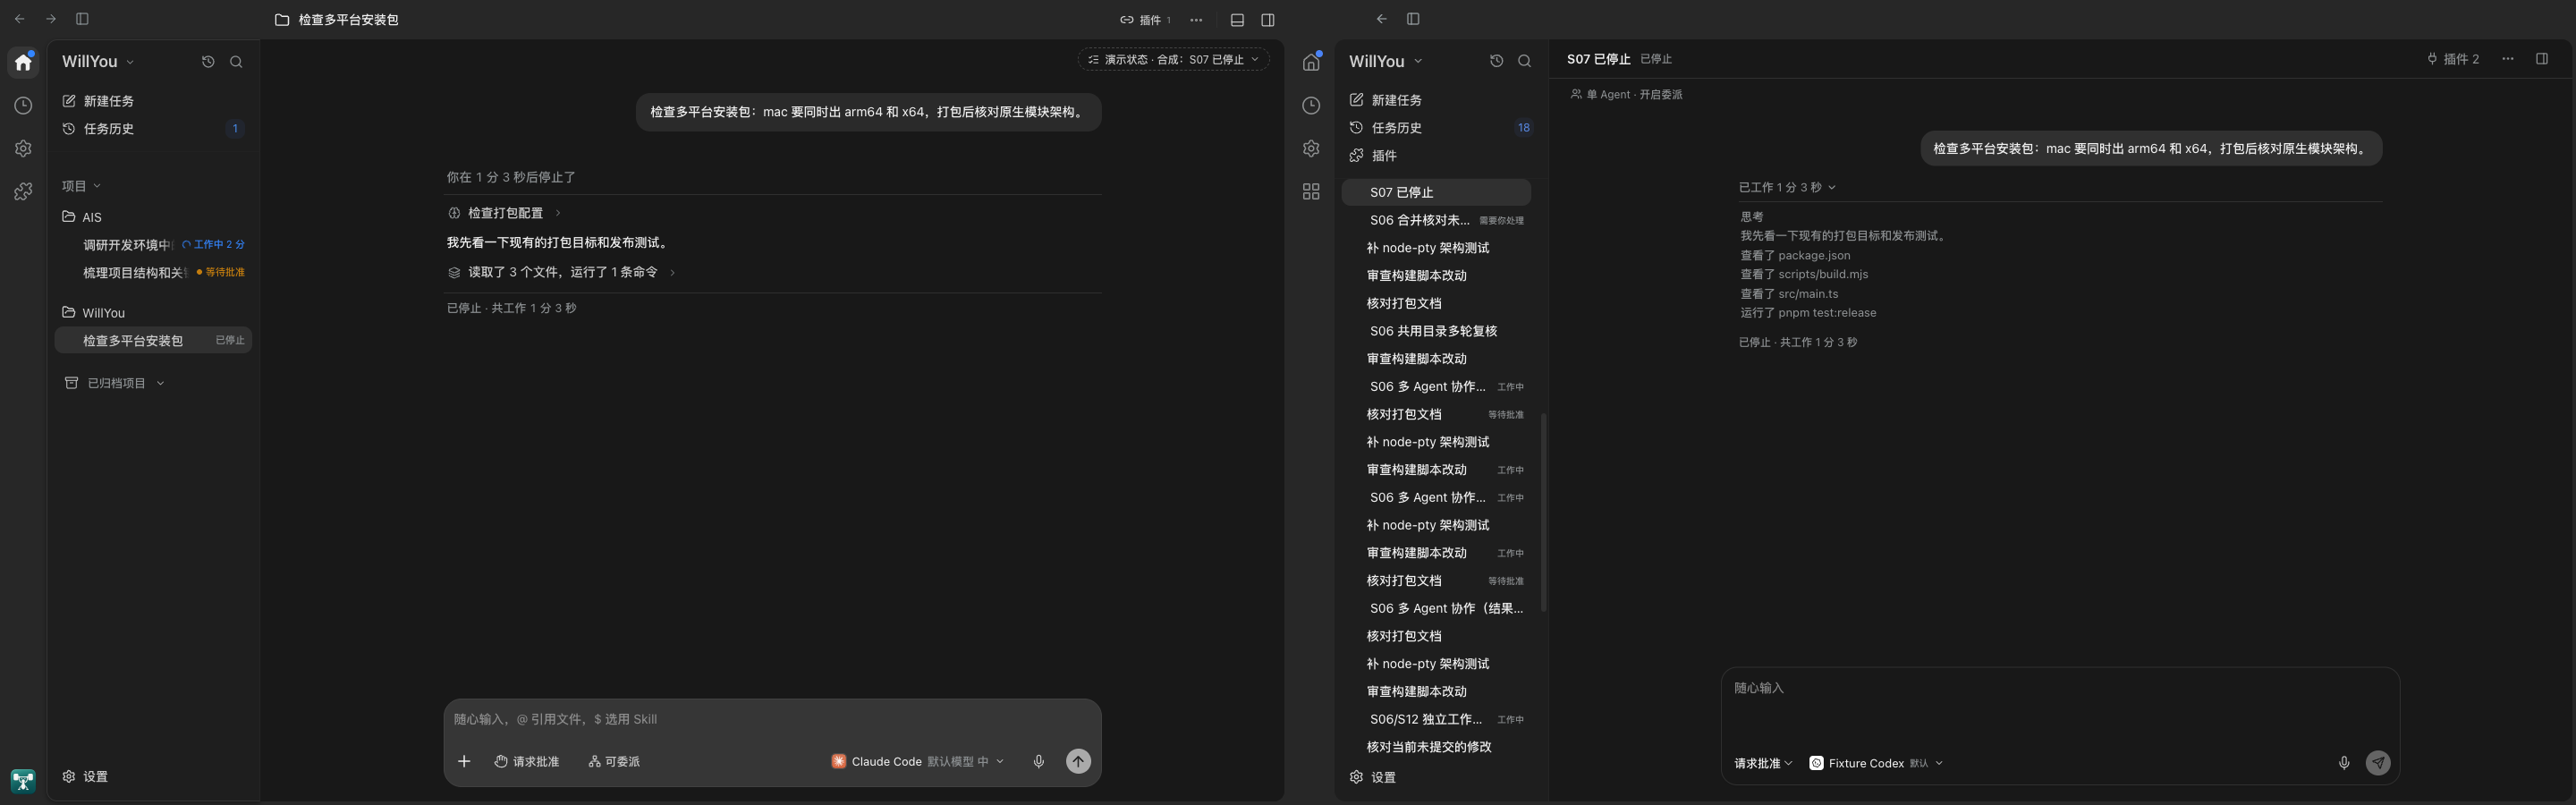 检查多平台安装包
插件 1
WillYou
新建任务
任务历史 1
项目
AIS
调研开发环境中 工作中 2 分
梳理项目结构和关 等待批准
WillYou
检查多平台安装包 已停止
已归档项目
设置
演示状态 · 合成：S07 已停止
检查多平台安装包：mac 要同时出 arm64 和 x64，打包后核对原生模块架构。
你在 1 分 3 秒后停止了
检查打包配置
我先看一下现有的打包目标和发布测试。
读取了 3 个文件，运行了 1 条命令
已停止 · 共工作 1 分 3 秒
随心输入，@ 引用文件，$ 选用 Skill
请求批准 可委派 Claude Code 默认模型 中
WillYou
新建任务
任务历史 18
插件
S07 已停止
S06 合并核对未... 需要你处理
补 node-pty 架构测试
审查构建脚本改动
核对打包文档
S06 共用目录多轮复核
审查构建脚本改动
S06 多 Agent 协作... 工作中
核对打包文档 等待批准
补 node-pty 架构测试
审查构建脚本改动 工作中
S06 多 Agent 协作... 工作中
补 node-pty 架构测试
审查构建脚本改动 工作中
核对打包文档 等待批准
S06 多 Agent 协作（结果...
核对打包文档
补 node-pty 架构测试
审查构建脚本改动
S06/S12 独立工作... 工作中
核对当前未提交的修改
设置
S07 已停止 已停止
插件 2
单 Agent · 开启委派
检查多平台安装包：mac 要同时出 arm64 和 x64，打包后核对原生模块架构。
已工作 1 分 3 秒
思考
我先看一下现有的打包目标和发布测试。
查看了 package.json
查看了 scripts/build.mjs
查看了 src/main.ts
运行了 pnpm test:release
已停止 · 共工作 1 分 3 秒
随心输入
请求批准 Fixture Codex 默认